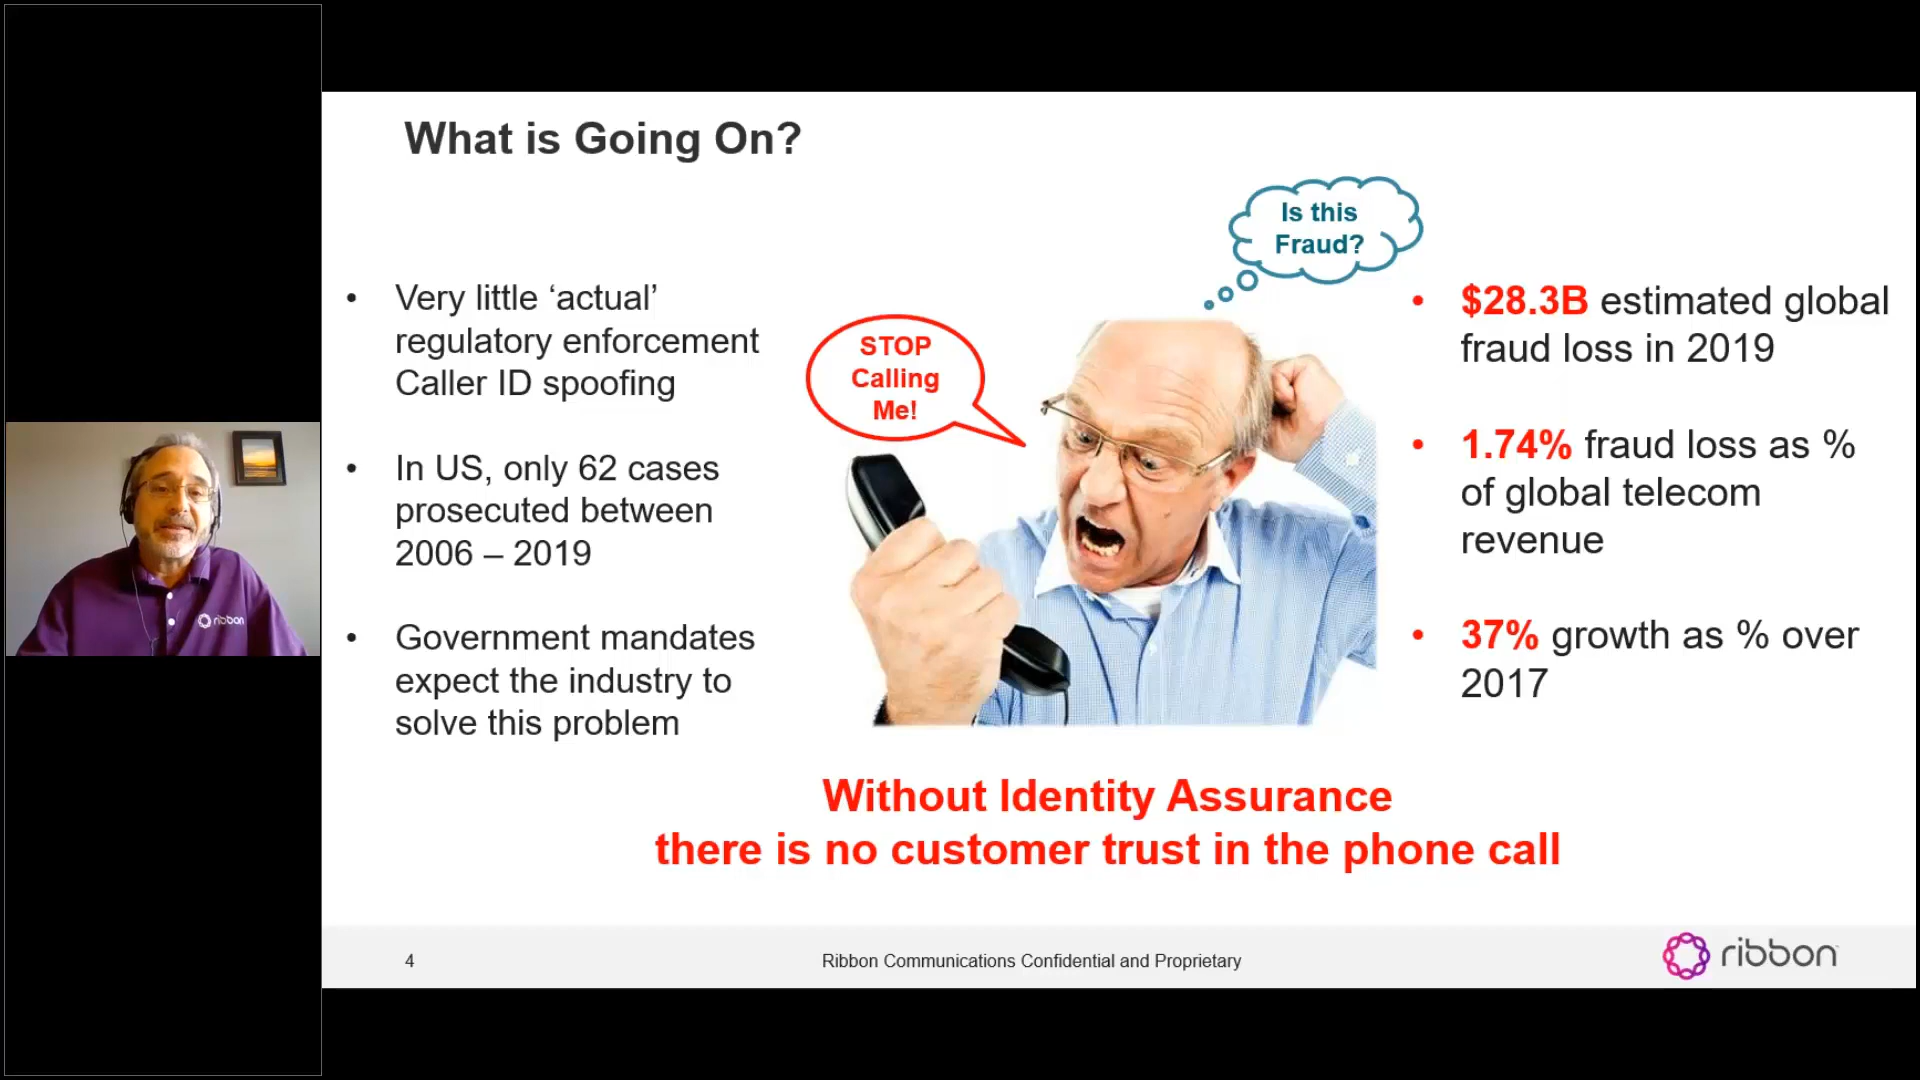 What is Going On?
• Very little ‘actual’
regulatory enforcement
Caller ID spoofing
• In US, only 62 cases
prosecuted between
2006 – 2019
• Government mandates
expect the industry to
solve this problem
STOP
Calling
Me!
Is this
Fraud?
• $28.3B estimated global
fraud loss in 2019
• 1.74% fraud loss as %
of global telecom
revenue
• 37% growth as % over
2017
Without Identity Assurance
there is no customer trust in the phone call
4
Ribbon Communications Confidential and Proprietary
ribbon
ribbon